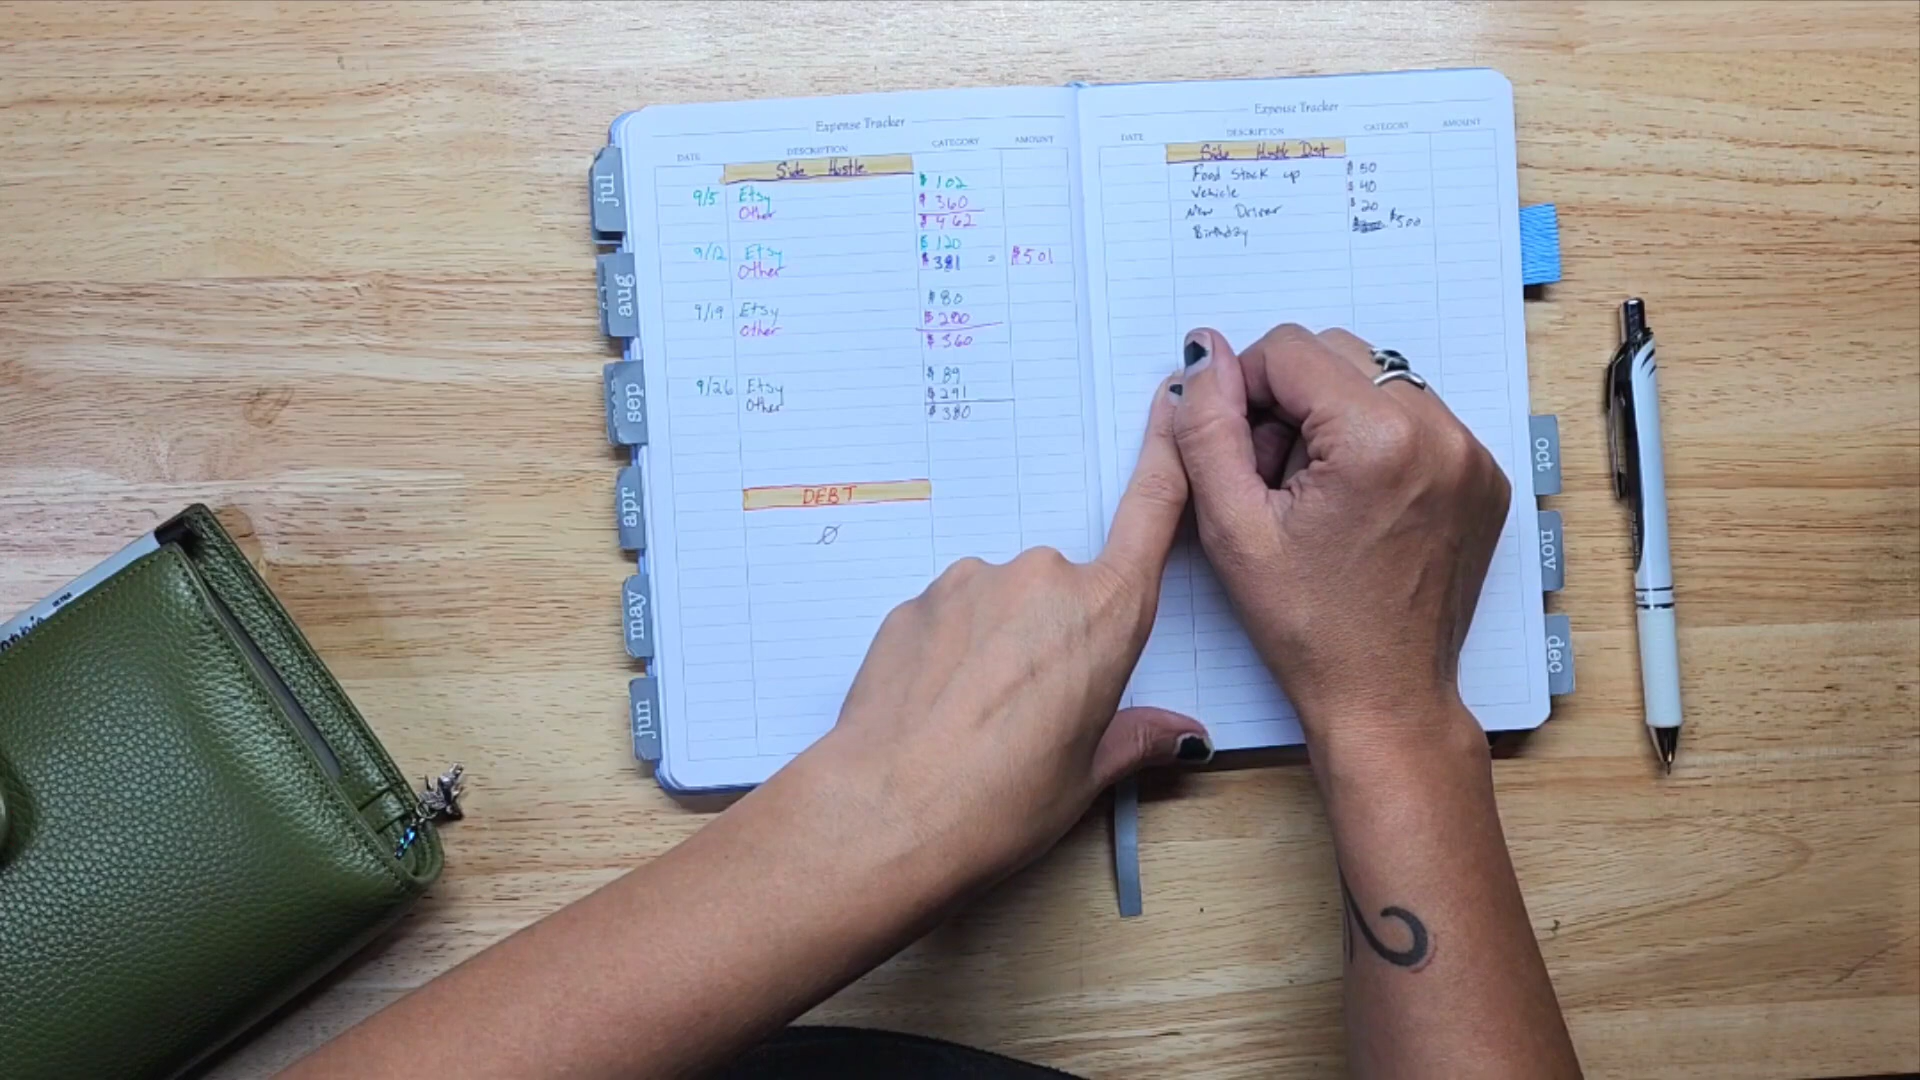 Expense Tracker
DATE DESCRIPTION CATEGORY AMOUNT
Side Hustle
9/5 Etsy $102
Other $360
$462
9/12 Etsy $120
Other $381 = $501
9/19 Etsy $80
Other $280
$360
9/26 Etsy $89
Other $291
$380
DEBT
Ø
Expense Tracker
DATE DESCRIPTION CATEGORY AMOUNT
Side Hustle Dist
Food Stock up $50
Vehicle $40
New Driver $20
Birthday $500
jul
aug
sep
apr
may
jun
oct
nov
dec